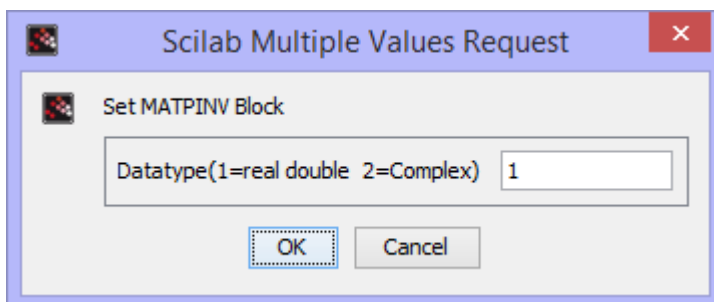 Scilab Multiple Values Request
Set MATPINV Block
Datatype(1=real double  2=Complex) 1
OK Cancel